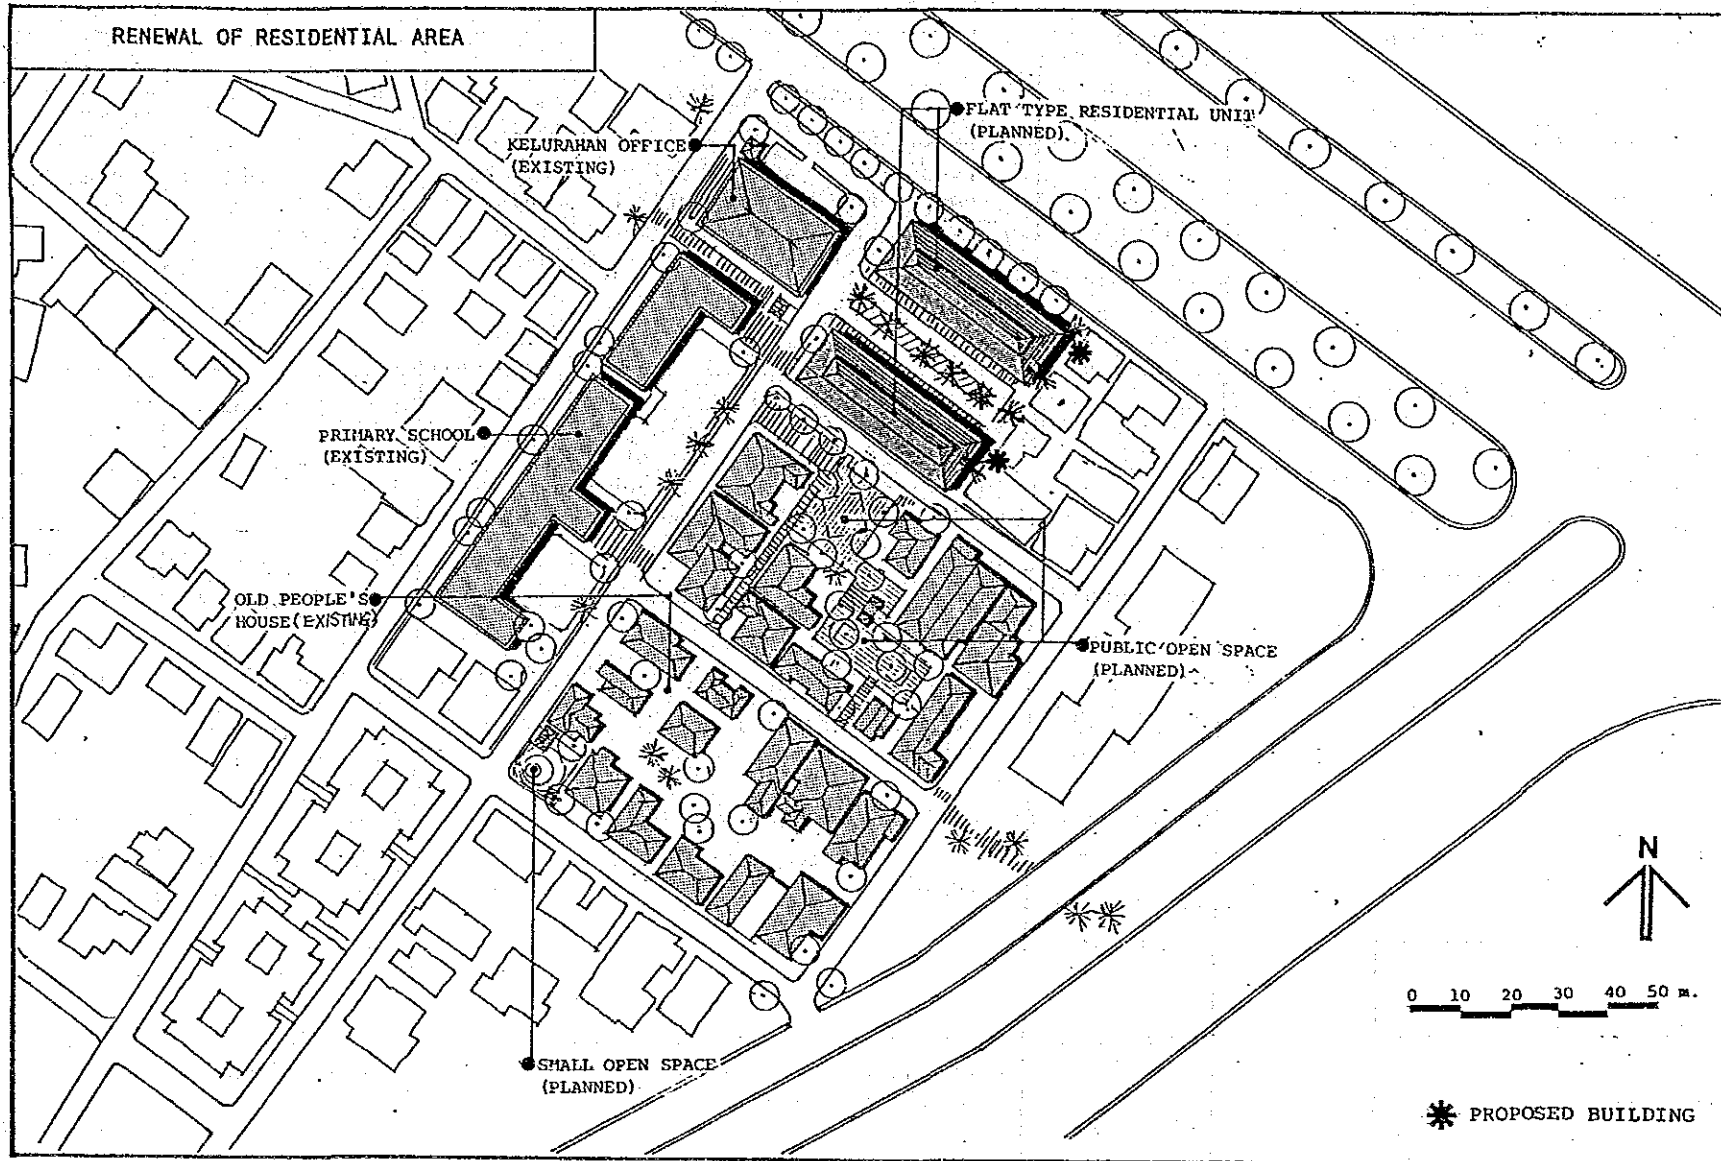 RENEWAL OF RESIDENTIAL AREA
FLAT TYPE RESIDENTIAL UNIT
(PLANNED)
KELURAHAN OFFICE
(EXISTING)
PRIMARY SCHOOL
(EXISTING)
OLD PEOPLE'S
HOUSE(EXISTING)
PUBLIC OPEN SPACE
(PLANNED)
SMALL OPEN SPACE
(PLANNED)
N
0 10 20 30 40 50 m.
PROPOSED BUILDING